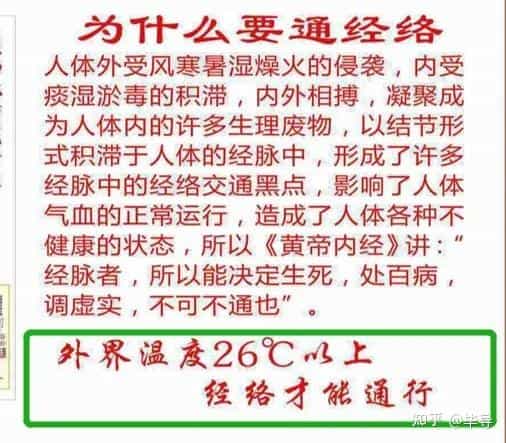 为什么要通经络
人体外受风寒暑湿燥火的侵袭，内受
痰湿淤毒的积滞，内外相搏，凝聚成
为人体内的许多生理废物，以结节形
式积滞于人体的经脉中，形成了许多
经脉中的经络交通黑点，影响了人体
气血的正常运行，造成了人体各种不
健康的状态，所以《黄帝内经》讲：“
经脉者，所以能决定生死，处百病，
调虚实，不可不通也”。
外界温度26℃以上
经络才能通行
知乎 @毕导